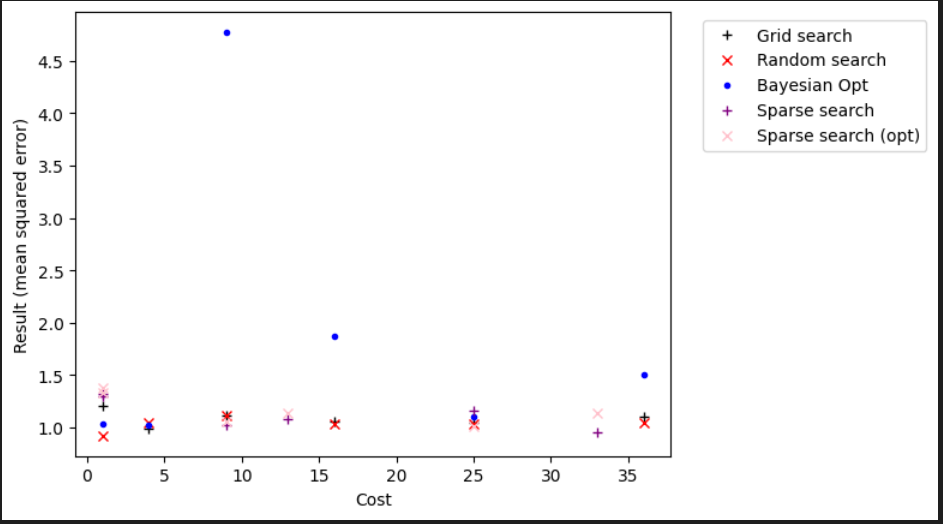 Grid search
Random search
Bayesian Opt
Sparse search
Sparse search (opt)
Result (mean squared error)
4.5
4.0
3.5
3.0
2.5
2.0
1.5
1.0
0 5 10 15 20 25 30 35
Cost